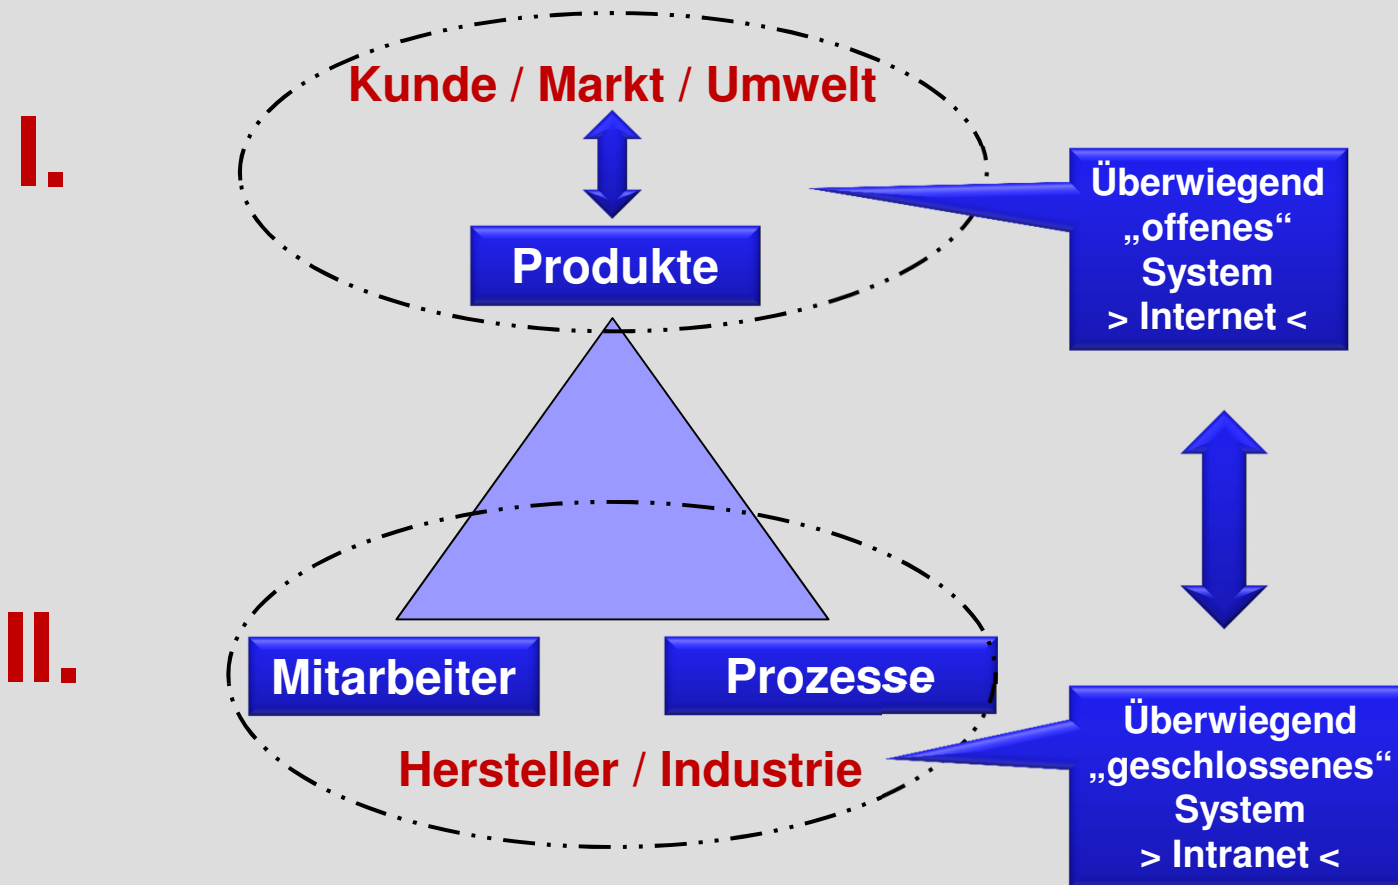 I.
Kunde / Markt / Umwelt
Produkte
Überwiegend
„offenes“
System
> Internet <
II.
Mitarbeiter
Prozesse
Hersteller / Industrie
Überwiegend
„geschlossenes“
System
> Intranet <